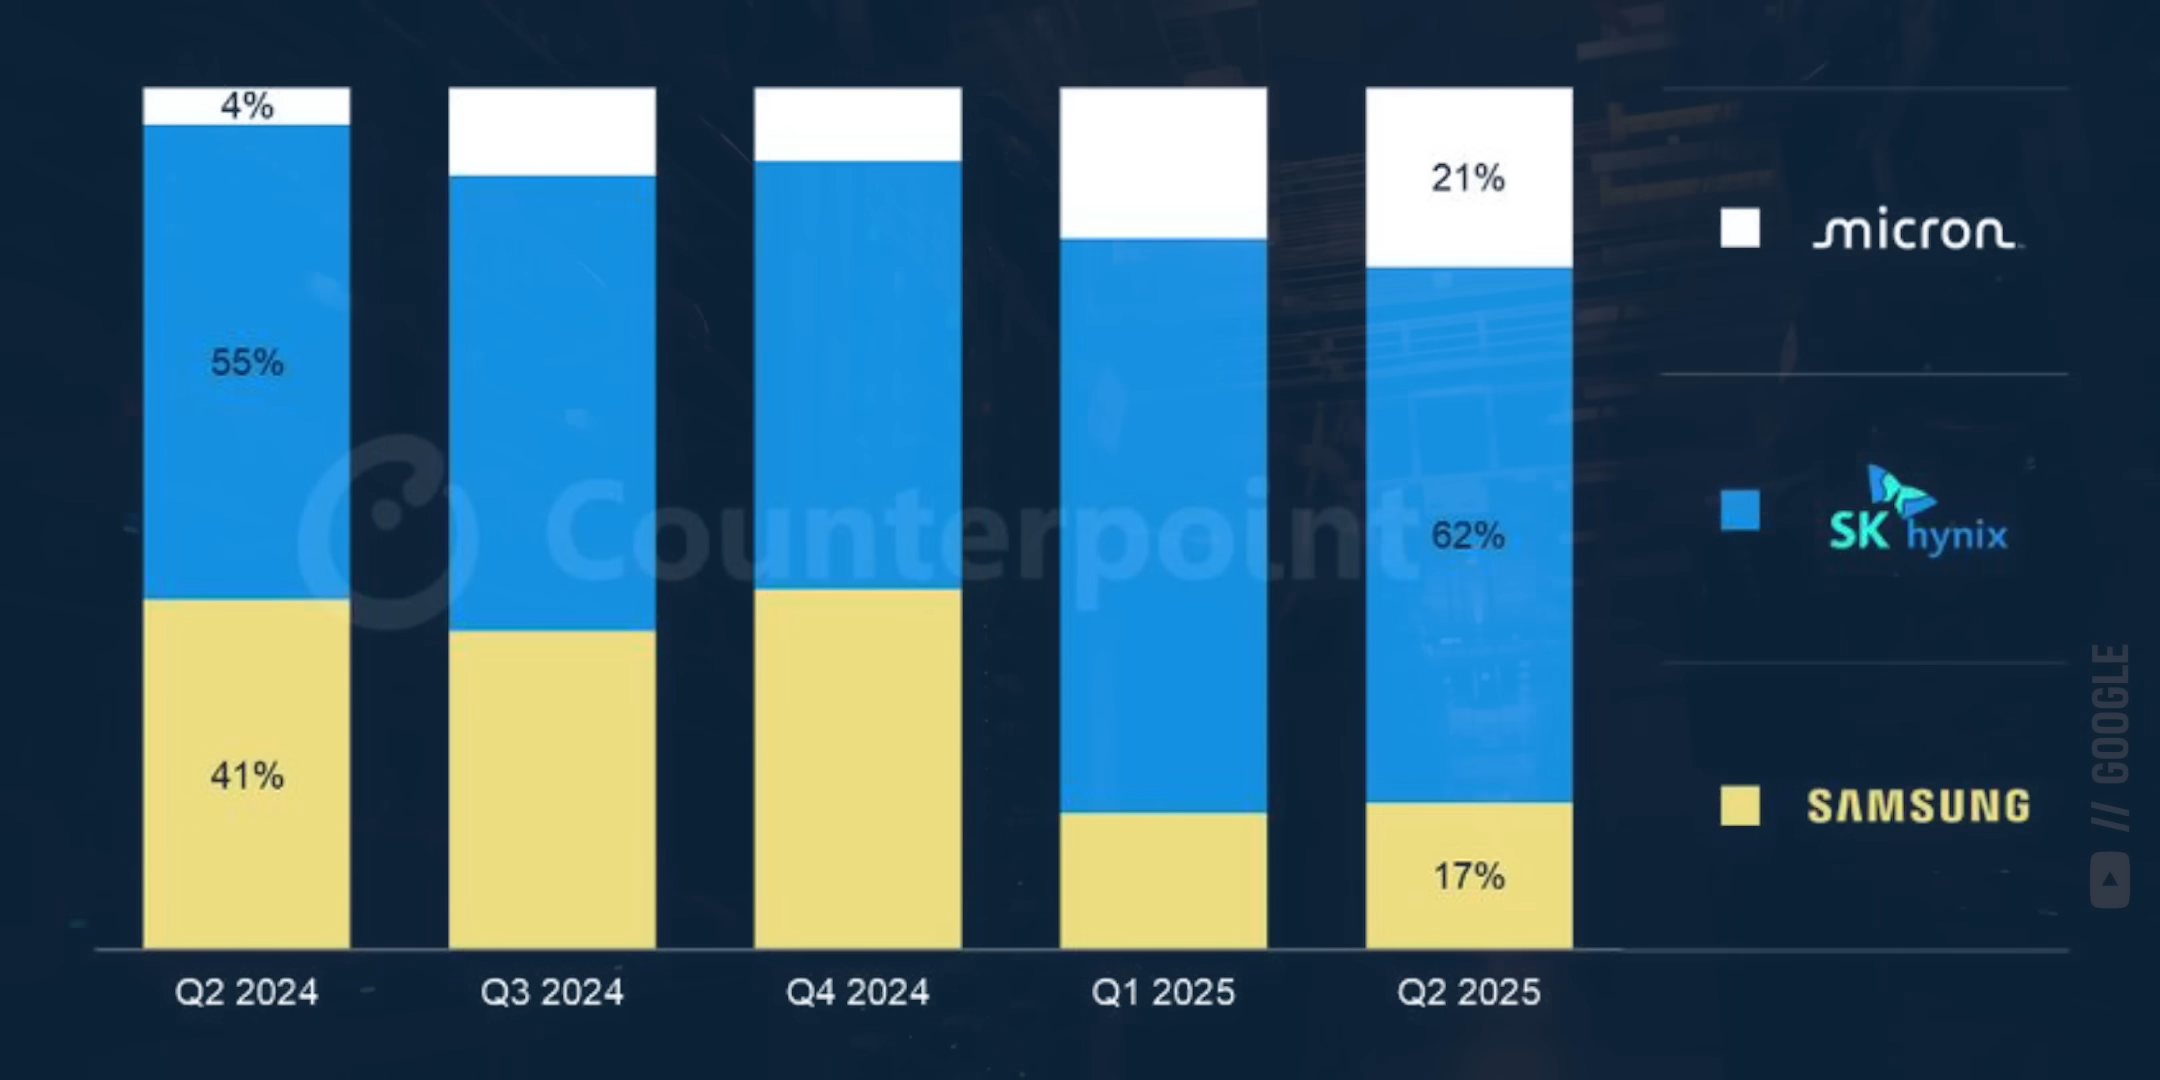 4%
21%
micron
55%
Counterpoint
62%
SK hynix
41%
17%
SAMSUNG
Q2 2024
Q3 2024
Q4 2024
Q1 2025
Q2 2025
// GOOGLE